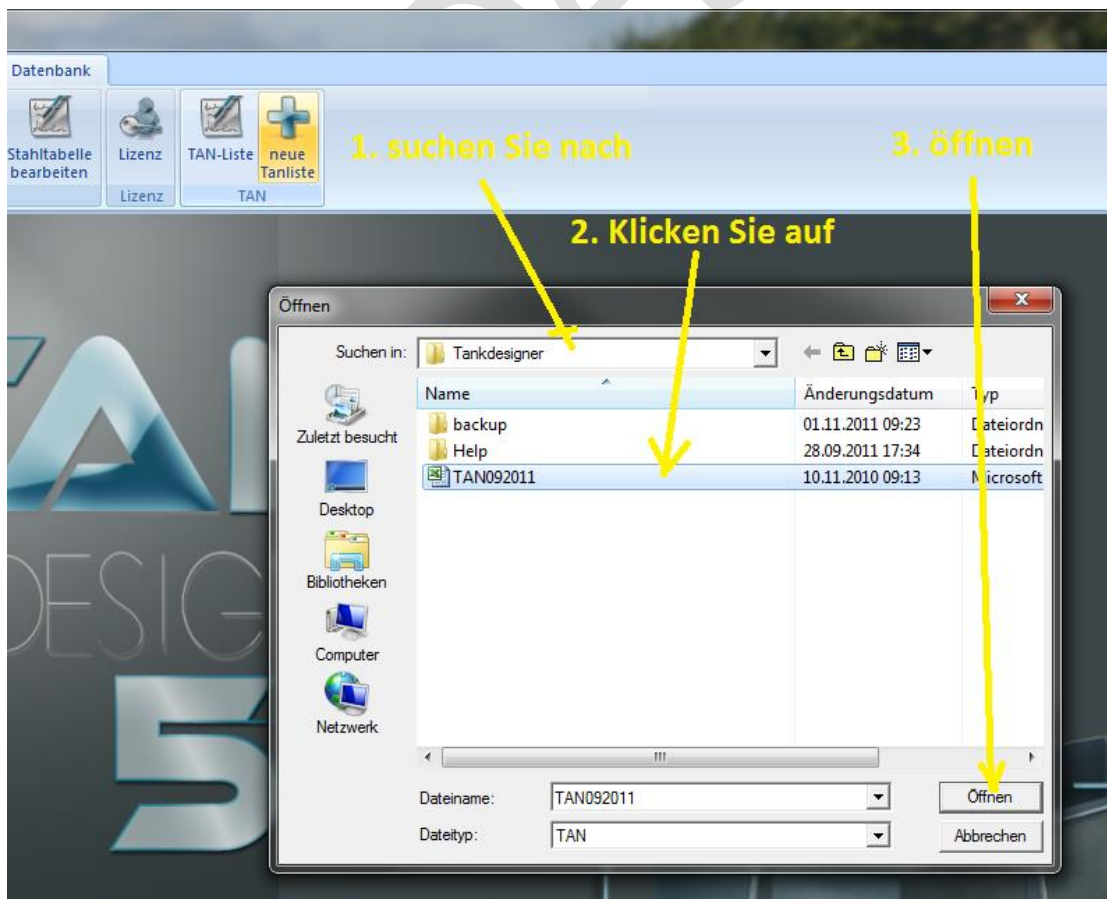 Datenbank
Stahltabelle
bearbeiten
Lizenz
TAN-Liste
neue
Tanliste
Lizenz
TAN
1. suchen Sie nach
3. öffnen
2. Klicken Sie auf
Öffnen
Suchen in:
Tankdesigner
Name
Änderungsdatum
Typ
backup
01.11.2011 09:23
Dateiordn
Help
28.09.2011 17:34
Dateiordn
TAN092011
10.11.2010 09:13
Microsoft
Zuletzt besucht
Desktop
Bibliotheken
Computer
Netzwerk
Dateiname:
TAN092011
Öffnen
Dateityp:
TAN
Abbrechen
TAN
DESIG
5